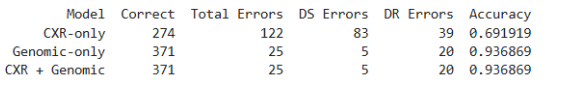 Model Correct Total Errors DS Errors DR Errors Accuracy
CXR-only 274 122 83 39 0.691919
Genomic-only 371 25 5 20 0.936869
CXR + Genomic 371 25 5 20 0.936869